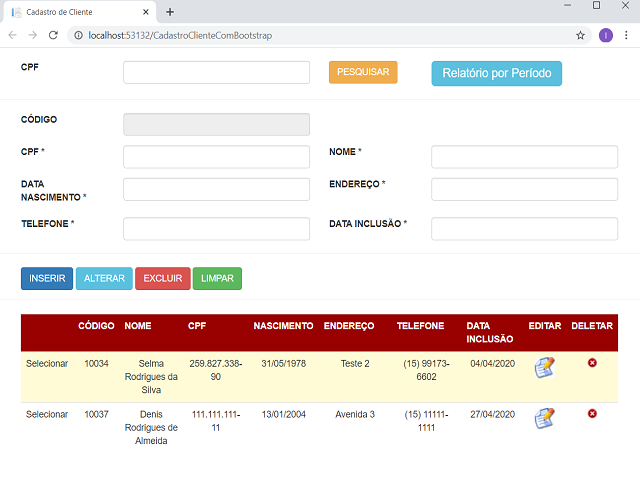 Cadastro de Cliente
localhost:53132/CadastroClienteComBootstrap
I
CPF
PESQUISAR
Relatório por Período
CÓDIGO
CPF *
NOME *
DATA
NASCIMENTO *
ENDEREÇO *
TELEFONE *
DATA INCLUSÃO *
INSERIR
ALTERAR
EXCLUIR
LIMPAR
CÓDIGO NOME CPF NASCIMENTO ENDEREÇO TELEFONE DATA EDITAR DELETAR
INCLUSÃO
Selecionar 10034 Selma 259.827.338- 31/05/1978 Teste 2 (15) 99173- 04/04/2020
Rodrigues da 90 6602
Silva
Selecionar 10037 Denis 111.111.111- 13/01/2004 Avenida 3 (15) 11111- 27/04/2020
Rodrigues de 11 1111
Almeida